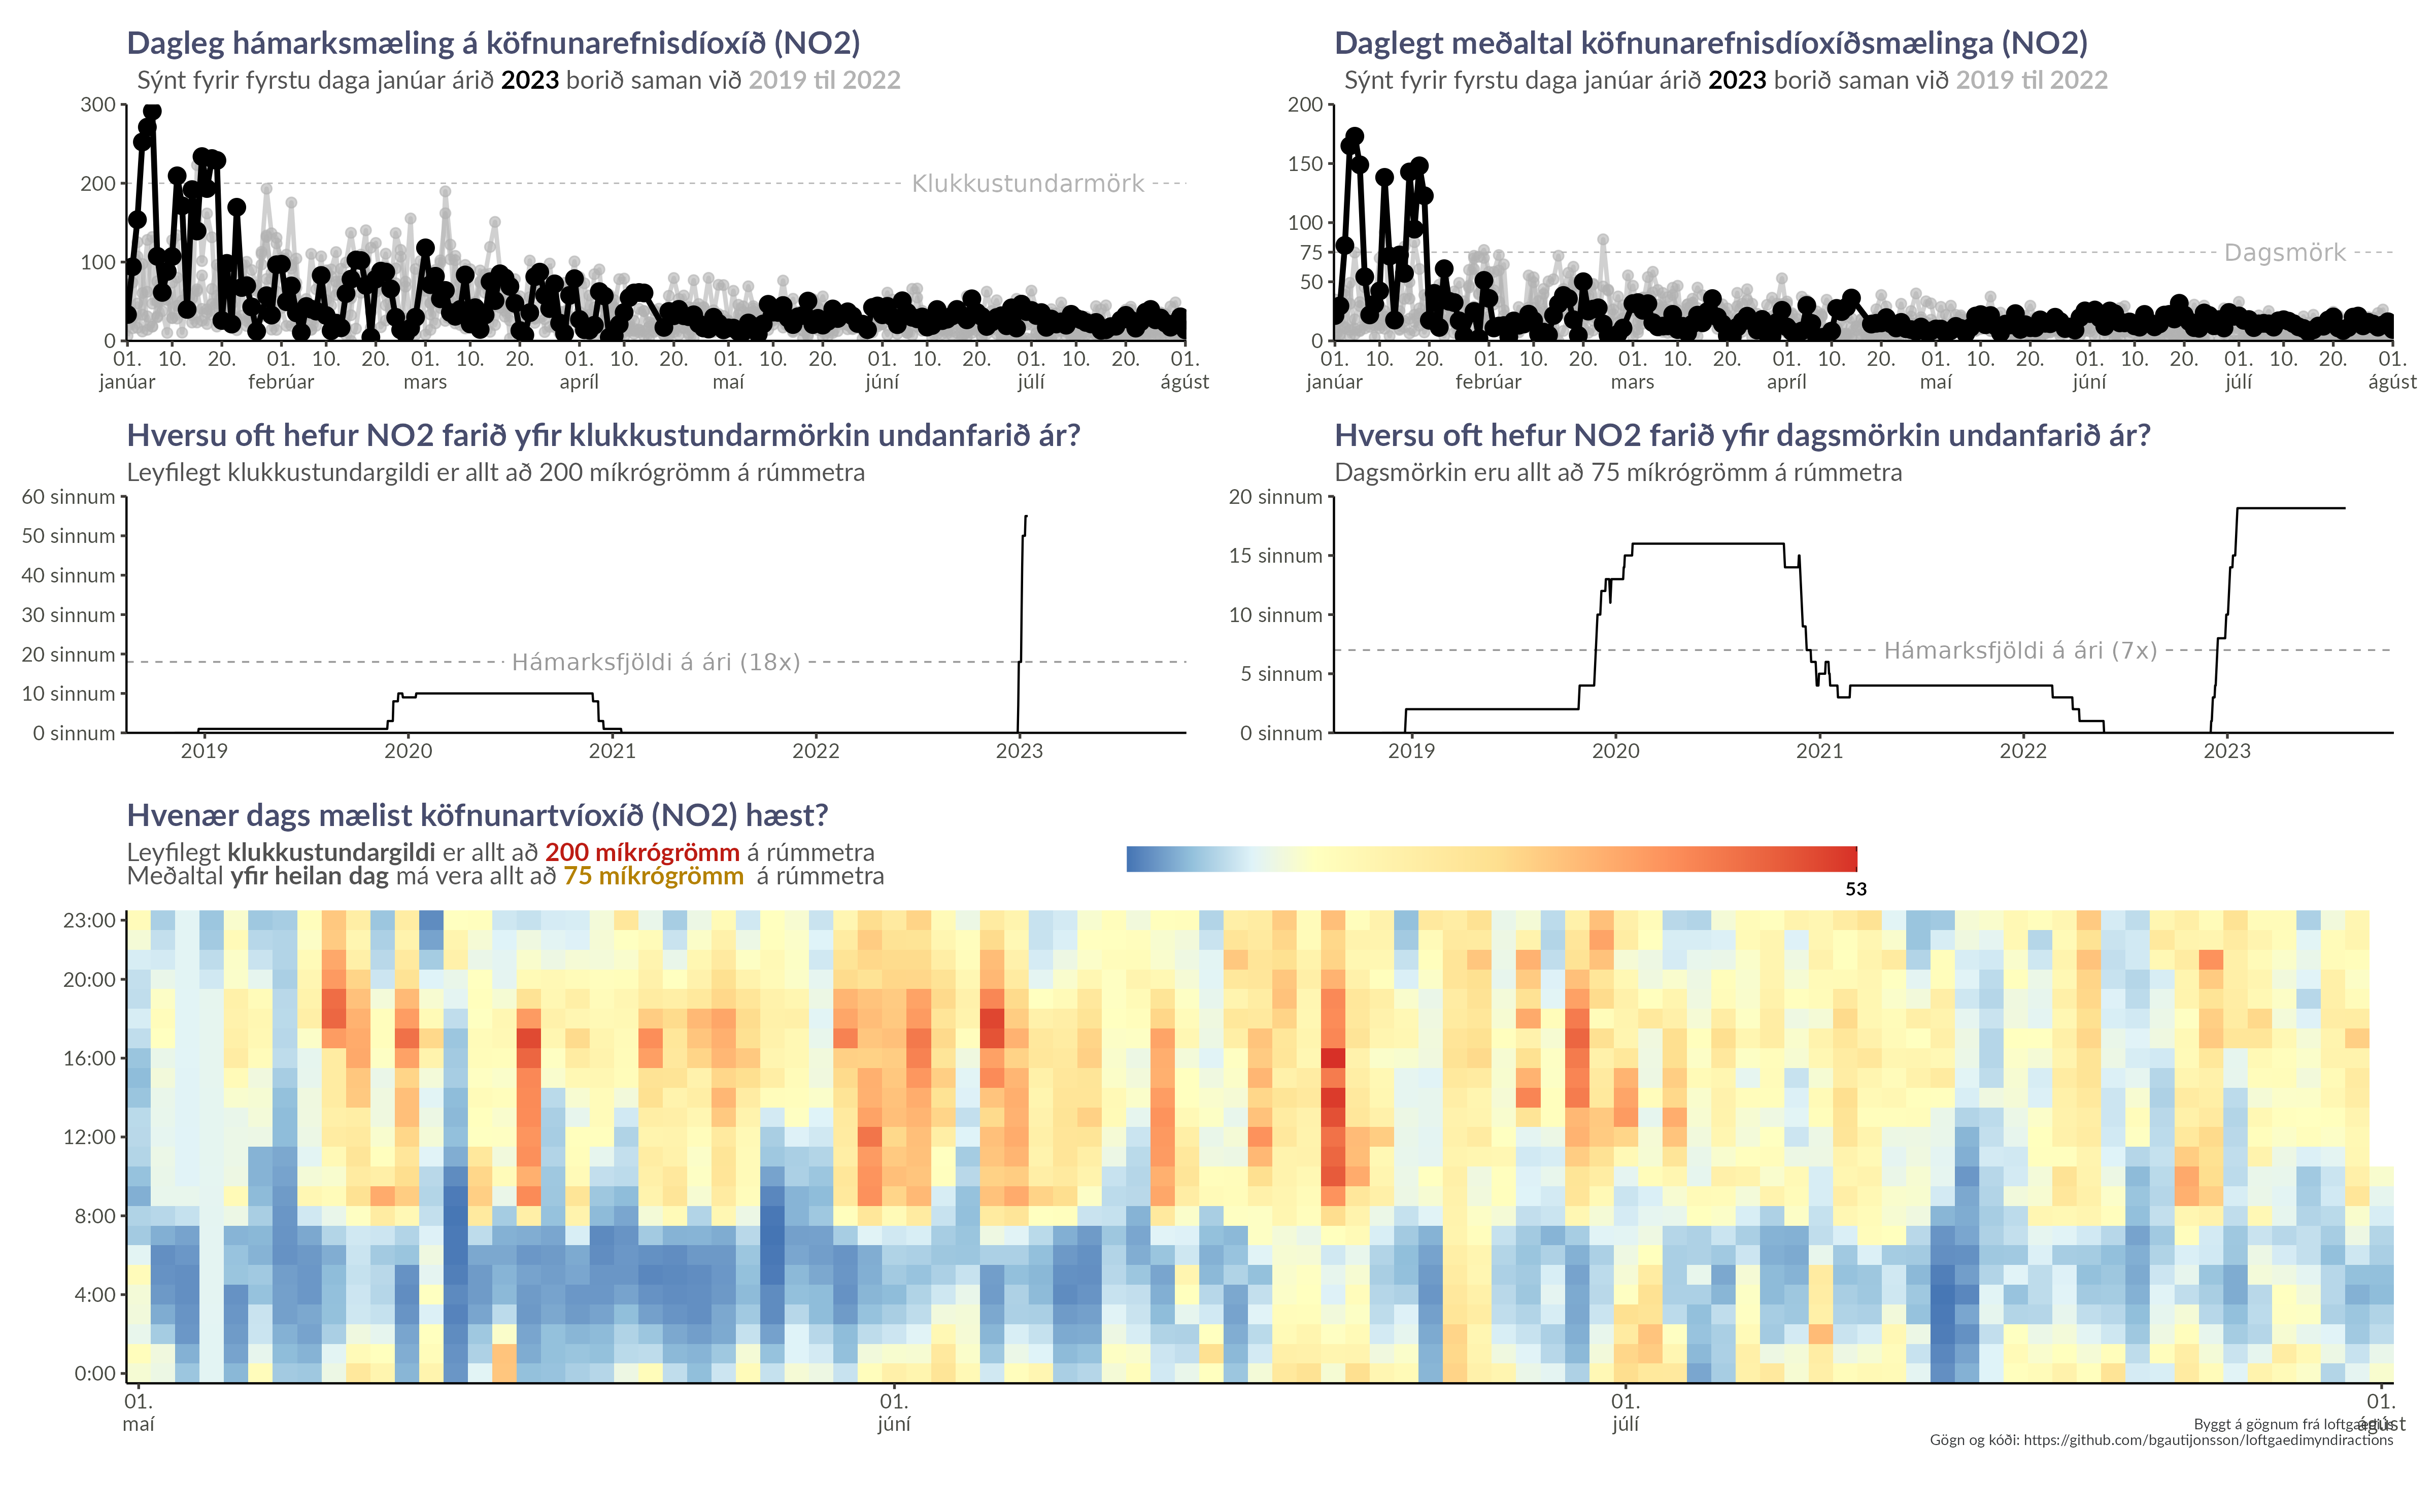 Dagleg hámarksmæling á köfnunarefnisdíoxíð (NO2)
Sýnt fyrir fyrstu daga janúar árið 2023 borið saman við 2019 til 2022
300
200
100
0
Klukkustundarmörk
01. 10. 20. 01. 10. 20. 01. 10. 20. 01. 10. 20. 01. 10. 20. 01. 10. 20. 01. 10. 20. 01.
janúar febrúar mars apríl maí júní júlí ágúst
Daglegt meðaltal köfnunarefnisdíoxíðsmælinga (NO2)
Sýnt fyrir fyrstu daga janúar árið 2023 borið saman við 2019 til 2022
200
150
100
75
50
0
Dagsmörk
01. 10. 20. 01. 10. 20. 01. 10. 20. 01. 10. 20. 01. 10. 20. 01. 10. 20. 01. 10. 20. 01.
janúar febrúar mars apríl maí júní júlí ágúst
Hversu oft hefur NO2 farið yfir klukkustundarmörkin undanfarið ár?
Leyfilegt klukkustundargildi er allt að 200 míkrógrömm á rúmmetra
60 sinnum
50 sinnum
40 sinnum
30 sinnum
20 sinnum
10 sinnum
0 sinnum
Hámarksfjöldi á ári (18x)
2019 2020 2021 2022 2023
Hversu oft hefur NO2 farið yfir dagsmörkin undanfarið ár?
Dagsmörkin eru allt að 75 míkrógrömm á rúmmetra
20 sinnum
15 sinnum
10 sinnum
5 sinnum
0 sinnum
Hámarksfjöldi á ári (7x)
2019 2020 2021 2022 2023
Hvenær dags mælist köfnunartvíoxíð (NO2) hæst?
Leyfilegt klukkustundargildi er allt að 200 míkrógrömm á rúmmetra
Meðaltal yfir heilan dag má vera allt að 75 míkrógrömm á rúmmetra
53
23:00
20:00
16:00
12:00
8:00
4:00
0:00
01. 01. 01. 01.
maí júní júlí ágúst
Byggt á gögnum frá
Gögn og kóði: https://github.com/bgautijonsson/loftgaedimyndiractions